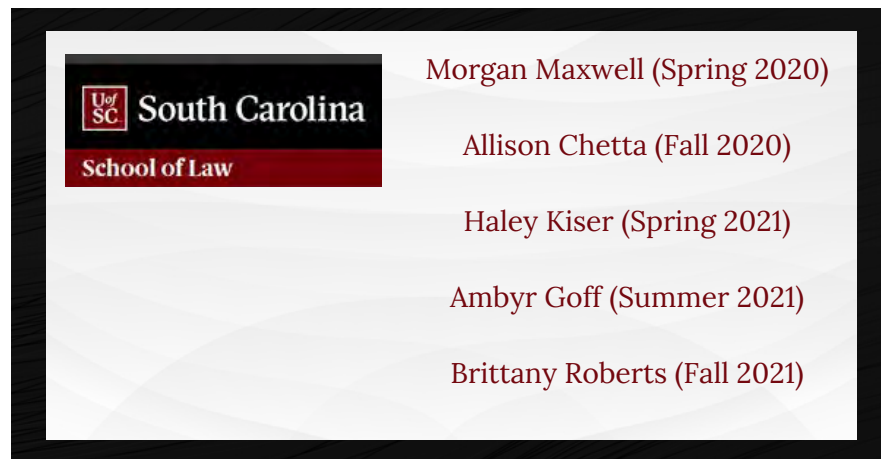 UofSC South Carolina
School of Law
Morgan Maxwell (Spring 2020)
Allison Chetta (Fall 2020)
Haley Kiser (Spring 2021)
Ambyr Goff (Summer 2021)
Brittany Roberts (Fall 2021)